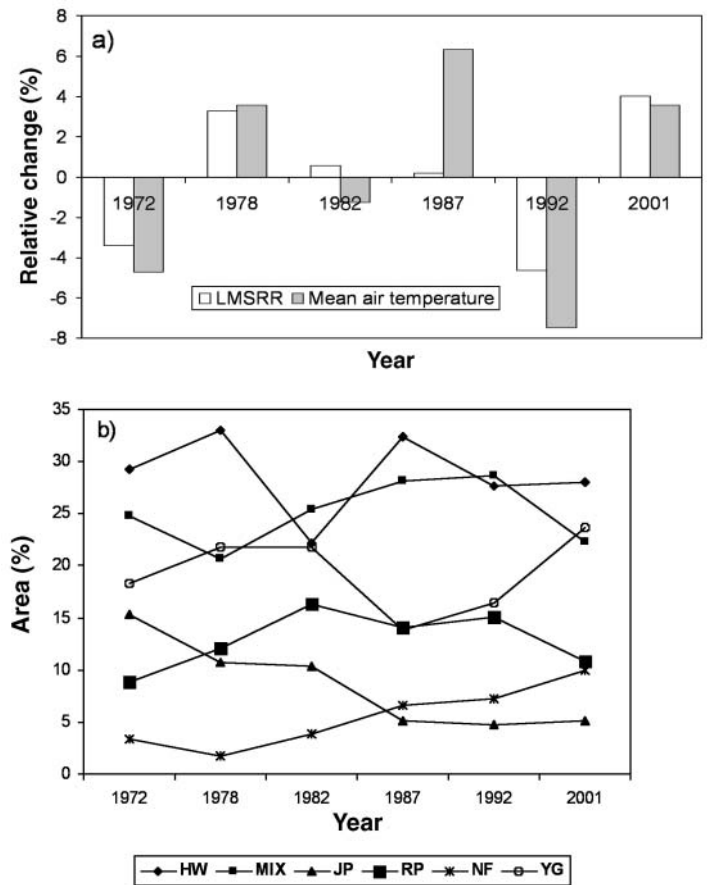 a)
Relative change (%)
8
6
4
2
0
-2
-4
-6
-8
1972 1978 1982 1987 1992 2001
LMSRR Mean air temperature
Year
b)
Area (%)
35
30
25
20
15
10
5
0
1972 1978 1982 1987 1992 2001
Year
HW MIX JP RP NF YG